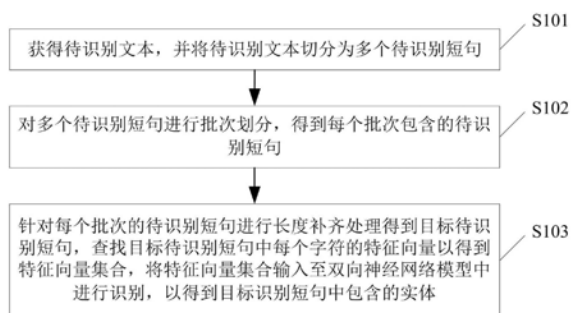 S101
获得待识别文本，并将待识别文本切分为多个待识别短句
S102
对多个待识别短句进行批次划分，得到每个批次包含的待识
别短句
S103
针对每个批次的待识别短句进行长度补齐处理得到目标待识
别短句，查找目标待识别短句中每个字符的特征向量以得到
特征向量集合，将特征向量集合输入至双向神经网络模型中
进行识别，以得到目标识别短句中包含的实体